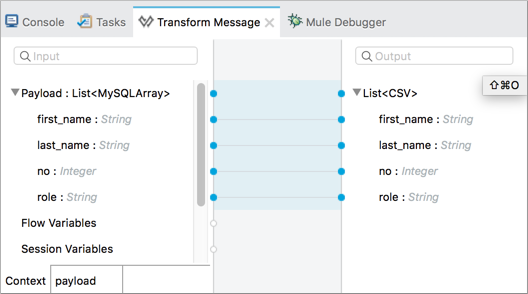 Console Tasks Transform Message Mule Debugger
Input
Output
Payload : List<MySQLArray>
List<CSV>
⇧⌘O
first_name : String
first_name : String
last_name : String
last_name : String
no : Integer
no : Integer
role : String
role : String
Flow Variables
Session Variables
Context payload